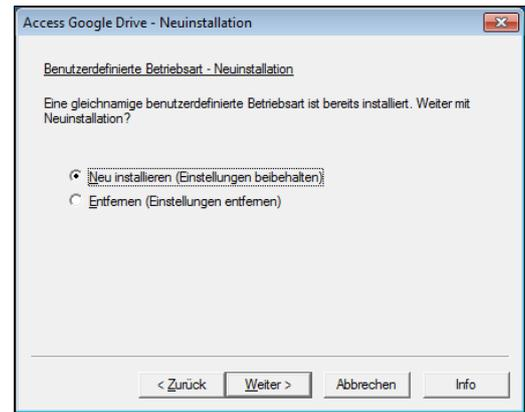 Access Google Drive - Neuinstallation
Benutzerdefinierte Betriebsart - Neuinstallation
Eine gleichnamige benutzerdefinierte Betriebsart ist bereits installiert. Weiter mit
Neuinstallation?
Neu installieren (Einstellungen beibehalten)
Entfernen (Einstellungen entfernen)
< Zurück
Weiter >
Abbrechen
Info